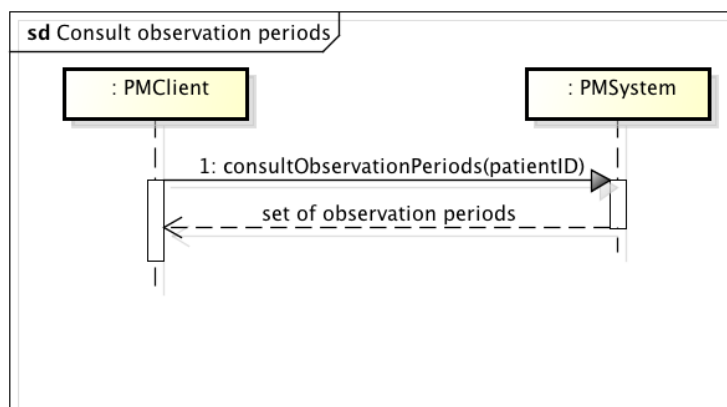 sd Consult observation periods
: PMClient
: PMSystem
1: consultObservationPeriods(patientID)
set of observation periods